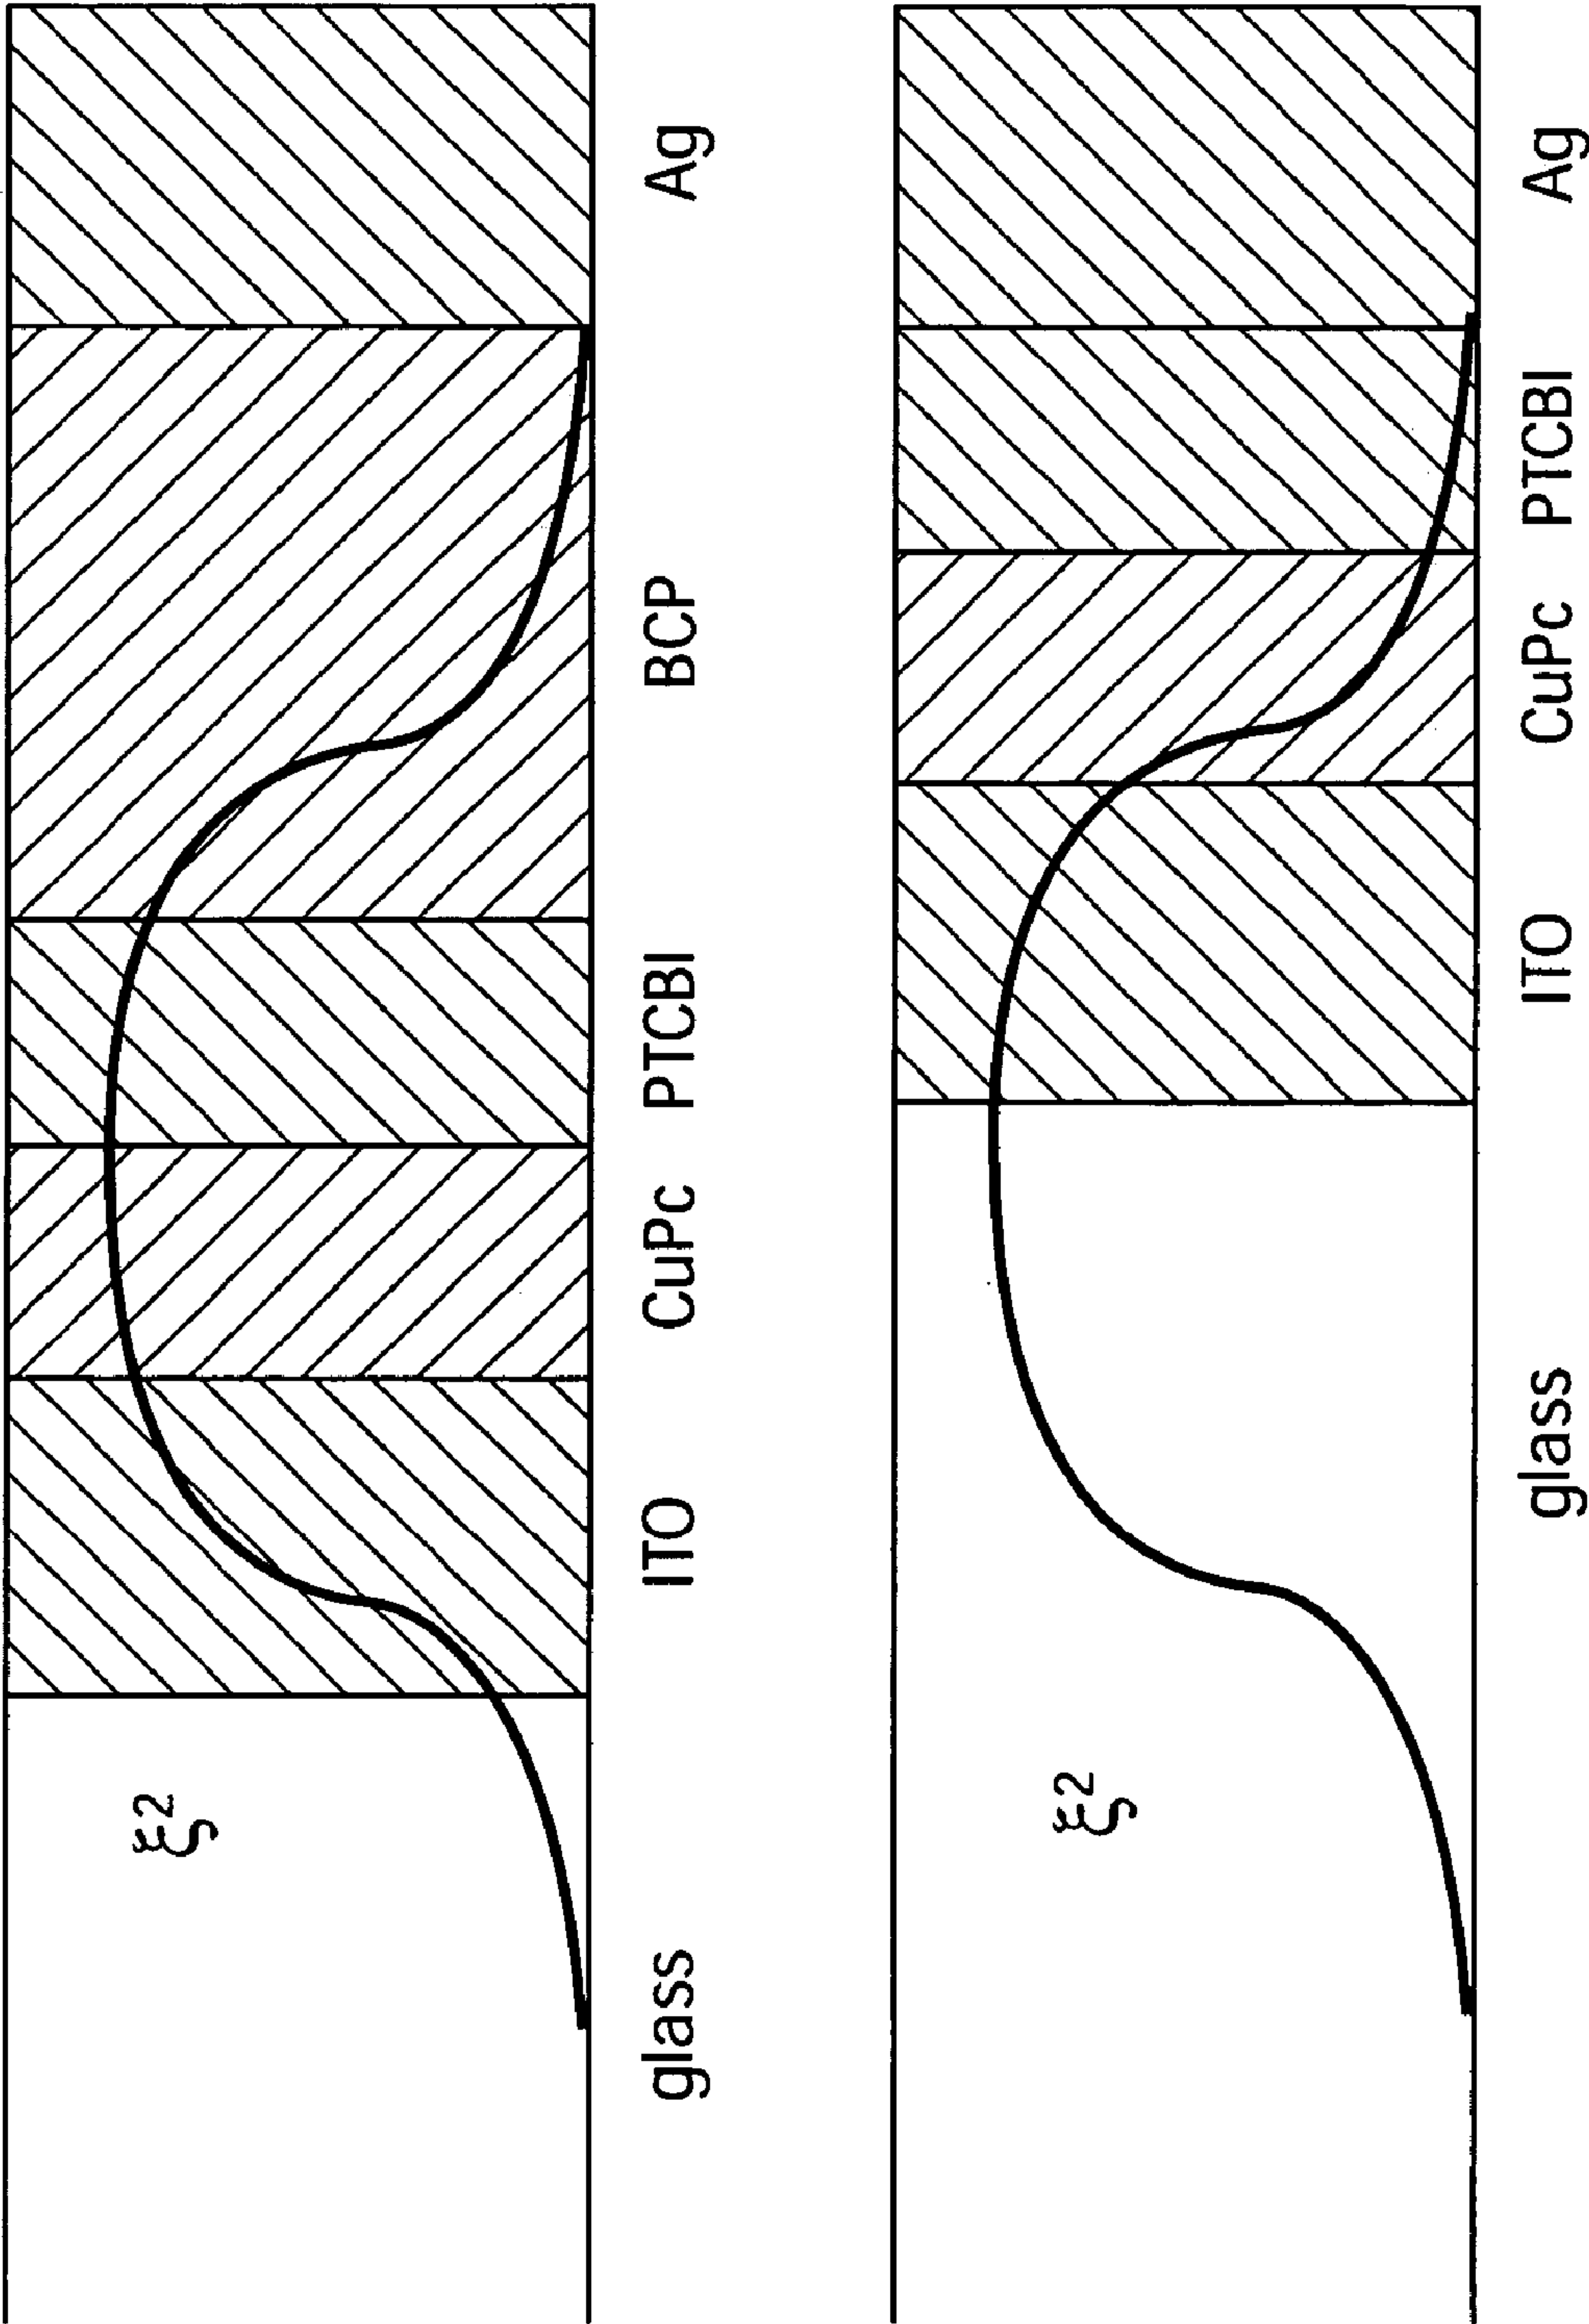 ξ²
glass ITO CuPc PTCBI BCP Ag
ξ²
glass ITO CuPc PTCBI Ag